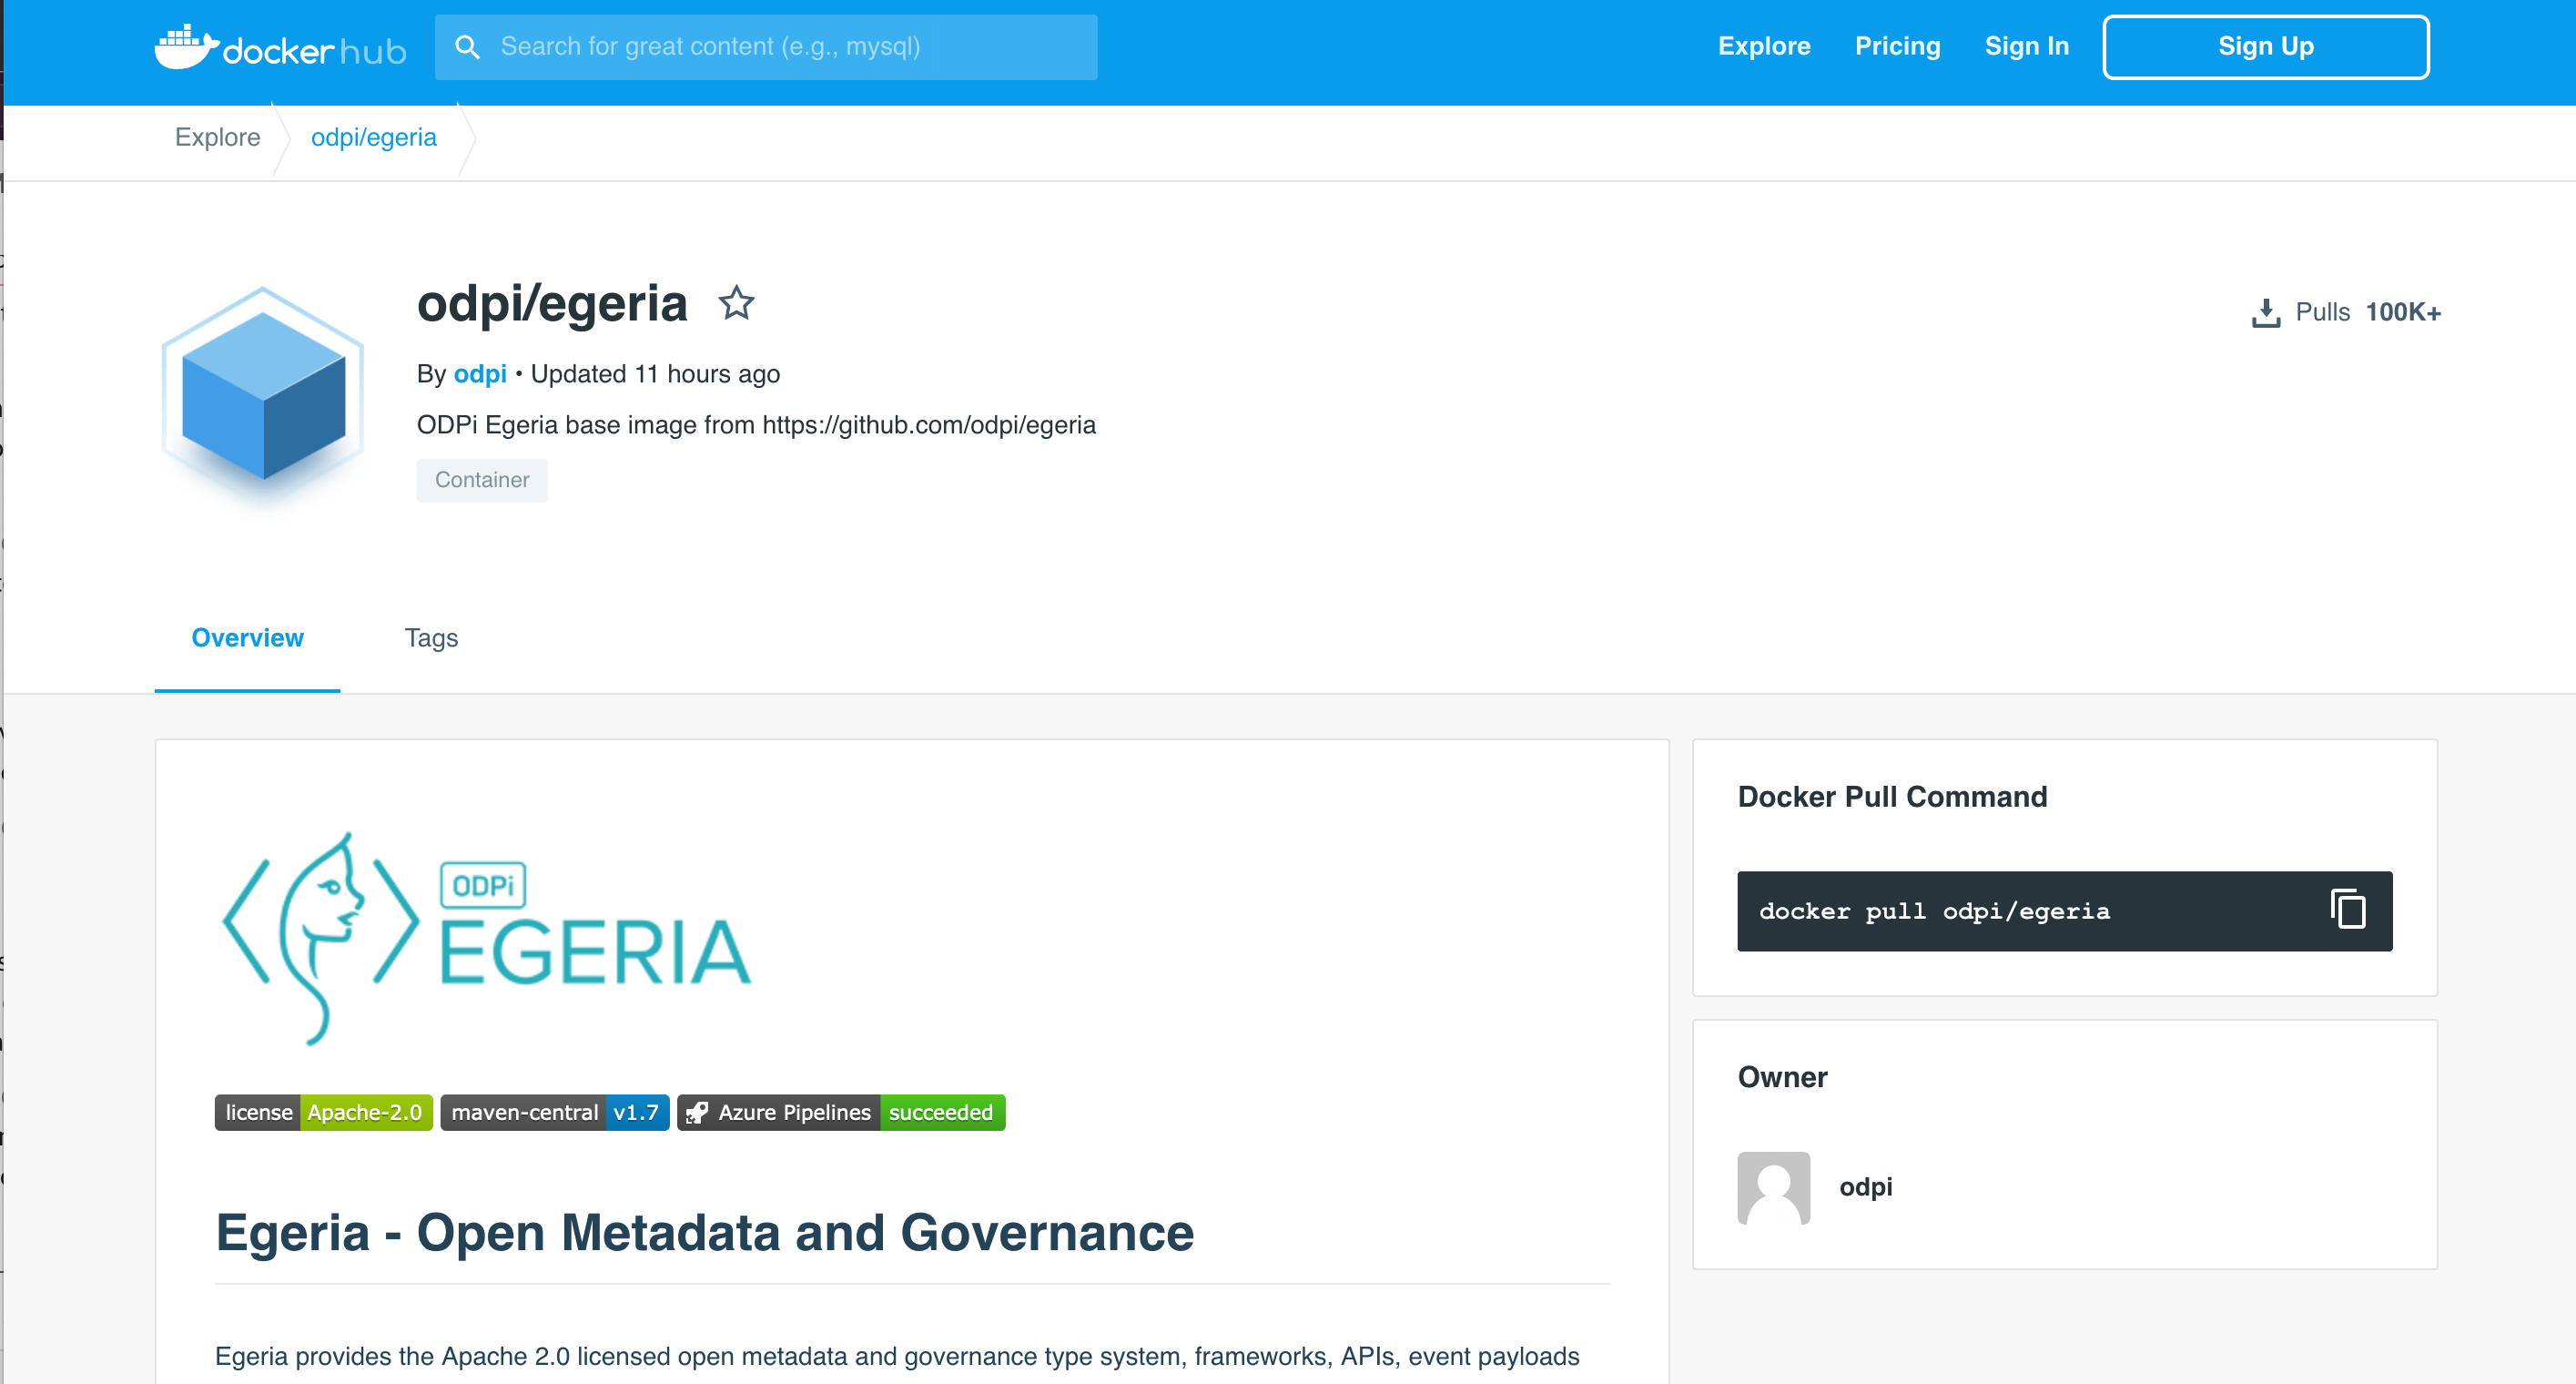 docker hub
Search for great content (e.g., mysql)
Explore
Pricing
Sign In
Sign Up
Explore
odpi/egeria
odpi/egeria
Pulls 100K+
By odpi • Updated 11 hours ago
ODPi Egeria base image from https://github.com/odpi/egeria
Container
Overview
Tags
ODPi
EGERIA
license Apache-2.0 maven-central v1.7 Azure Pipelines succeeded
Egeria - Open Metadata and Governance
Egeria provides the Apache 2.0 licensed open metadata and governance type system, frameworks, APIs, event payloads
Docker Pull Command
docker pull odpi/egeria
Owner
odpi